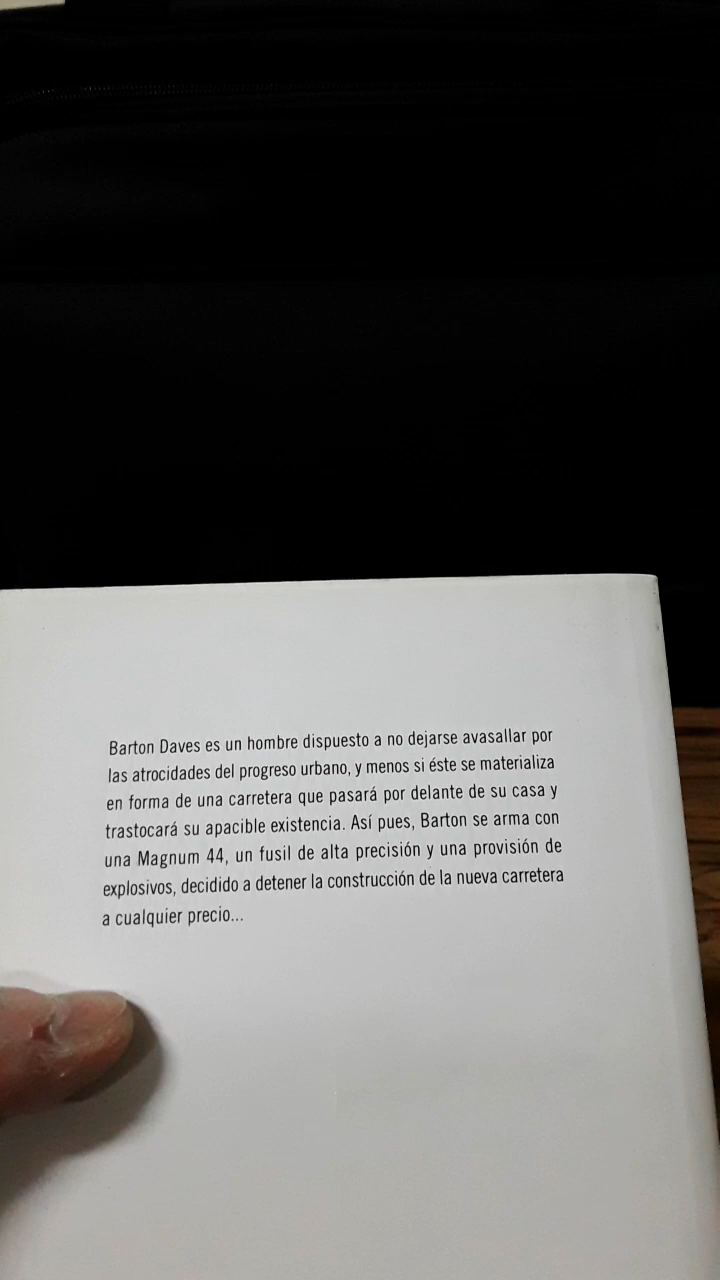 Barton Daves es un hombre dispuesto a no dejarse avasallar por
las atrocidades del progreso urbano, y menos si éste se materializa
en forma de una carretera que pasará por delante de su casa y
trastocará su apacible existencia. Así pues, Barton se arma con
una Magnum 44, un fusil de alta precisión y una provisión de
explosivos, decidido a detener la construcción de la nueva carretera
a cualquier precio...